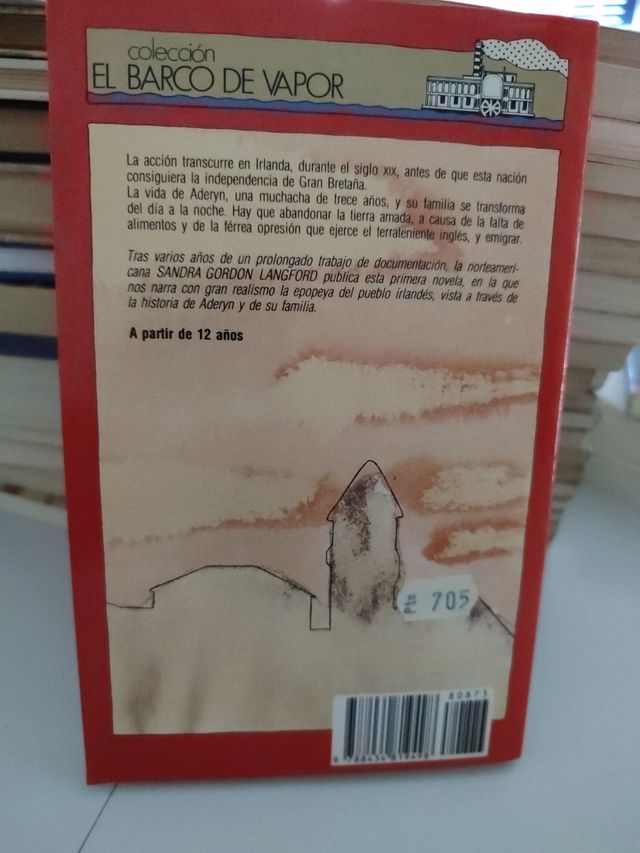 colección
EL BARCO DE VAPOR
La acción transcurre en Irlanda, durante el siglo XIX, antes de que esta nación
consiguiera la independencia de Gran Bretaña.
La vida de Aderyn, una muchacha de trece años, y su familia se transforma
del día a la noche. Hay que abandonar la tierra amada, a causa de la falta de
alimentos y de la férrea opresión que ejerce el terrateniente inglés, y emigrar.
Tras varios años de un prolongado trabajo de documentación, la norteameri-
cana SANDRA GORDON LANGFORD publica esta primera novela, en la que
nos narra con gran realismo la epopeya del pueblo irlandés, vista a través de
la historia de Aderyn y de su familia.
A partir de 12 años
Pts 705
80873
9 788434 819498